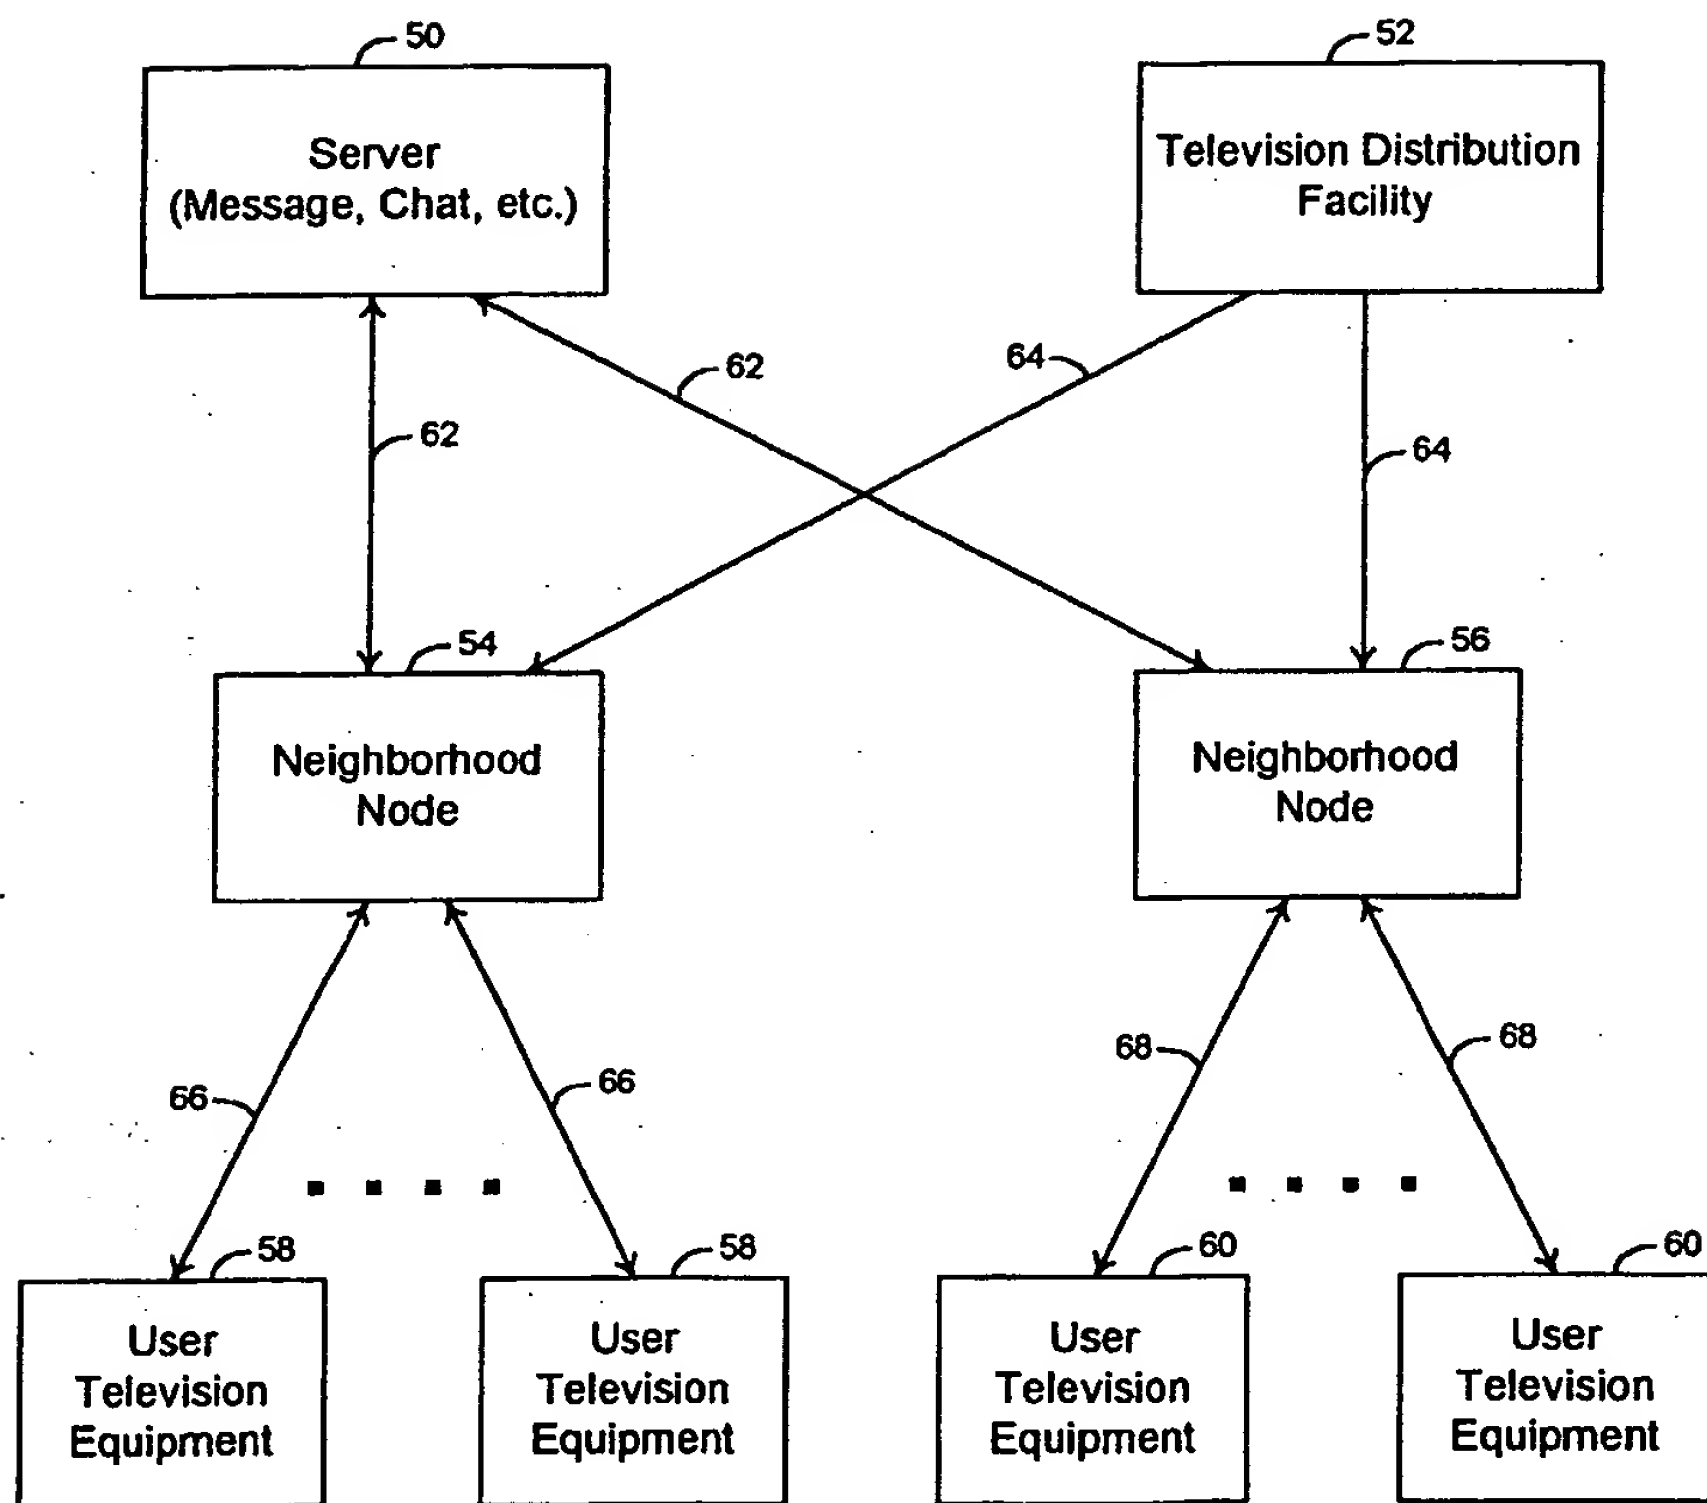 50
52
Server
(Message, Chat, etc.)
Television Distribution
Facility
62
64
62
64
54
56
Neighborhood
Node
Neighborhood
Node
66
66
68
68
58
58
60
60
User
Television
Equipment
User
Television
Equipment
User
Television
Equipment
User
Television
Equipment